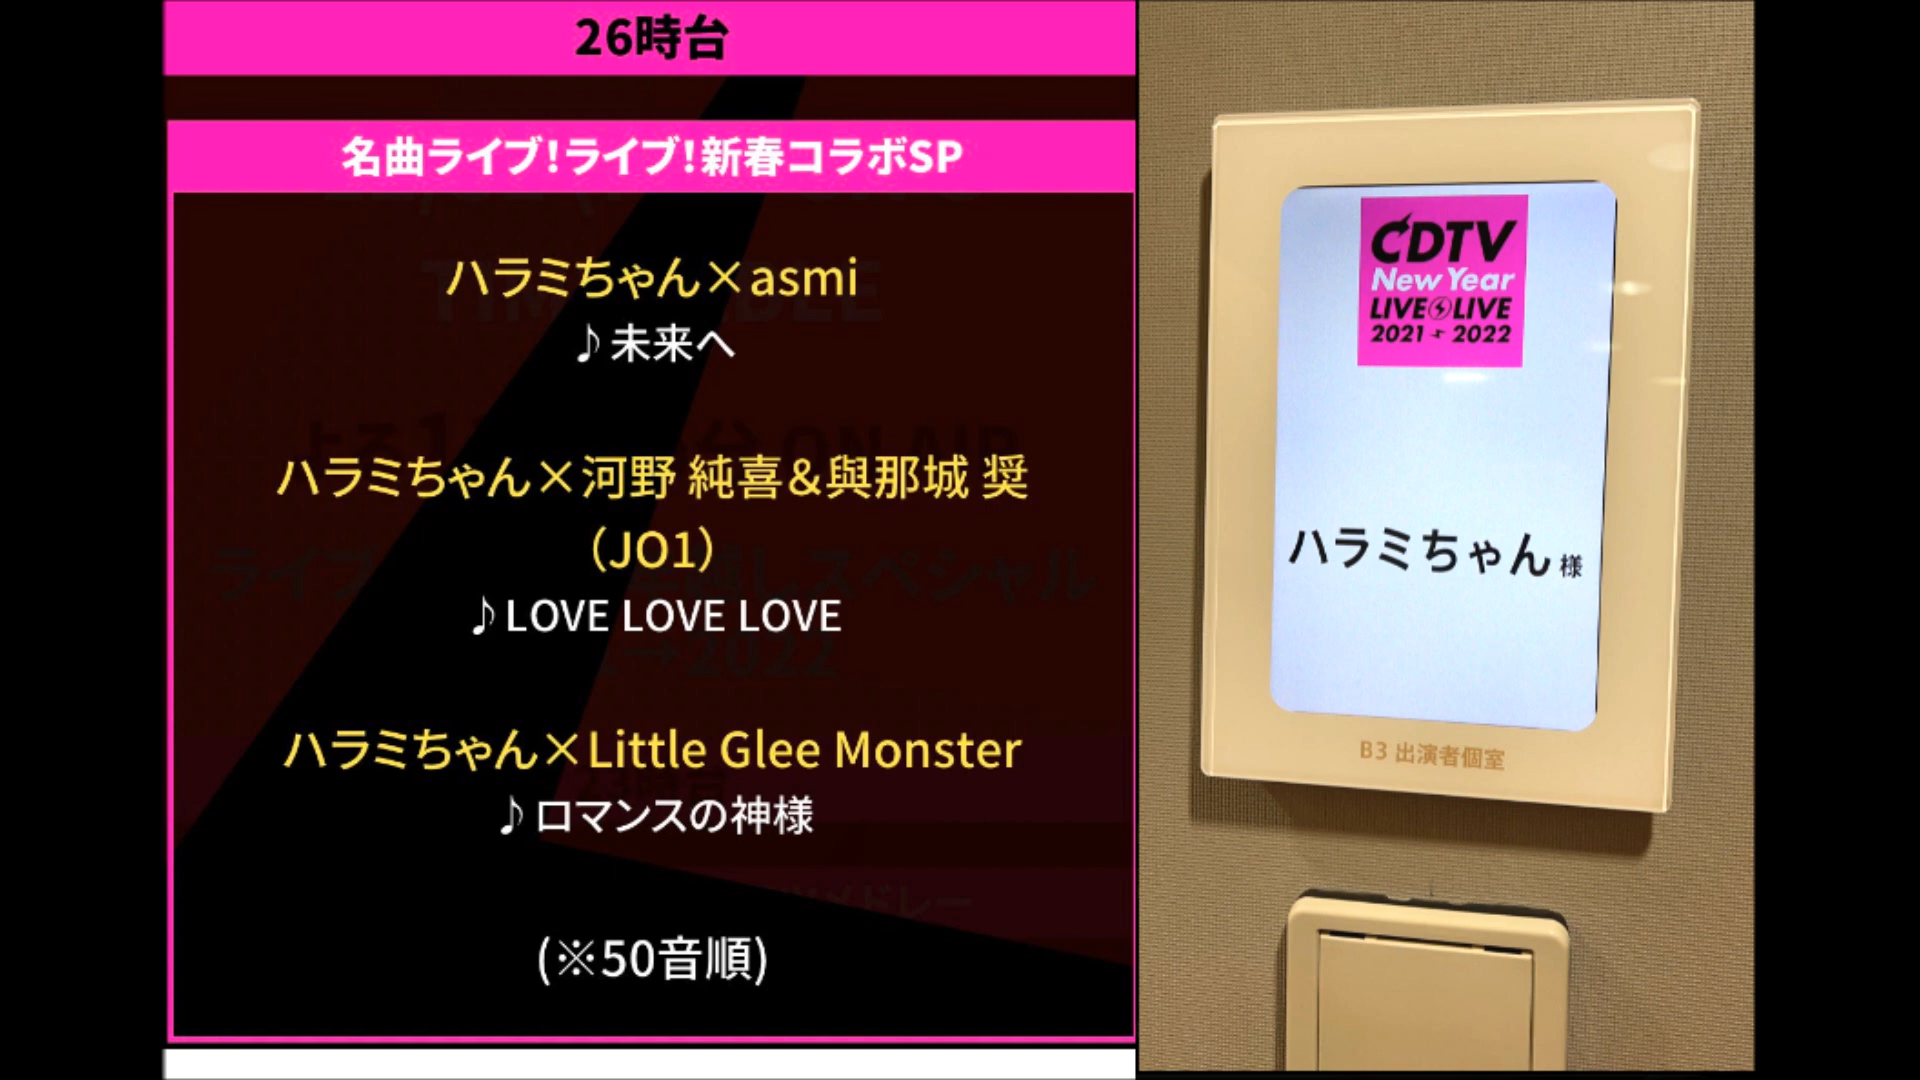 26時台
名曲ライブ!ライブ!新春コラボSP
ハラミちゃん×asmi
♪未来へ
ハラミちゃん×河野 純喜&與那城 奨
(JO1)
♪LOVE LOVE LOVE
ハラミちゃん×Little Glee Monster
♪ロマンスの神様
(※50音順)
CDTV
New Year
LIVE LIVE
2021 2022
ハラミちゃん様
B3 出演者個室